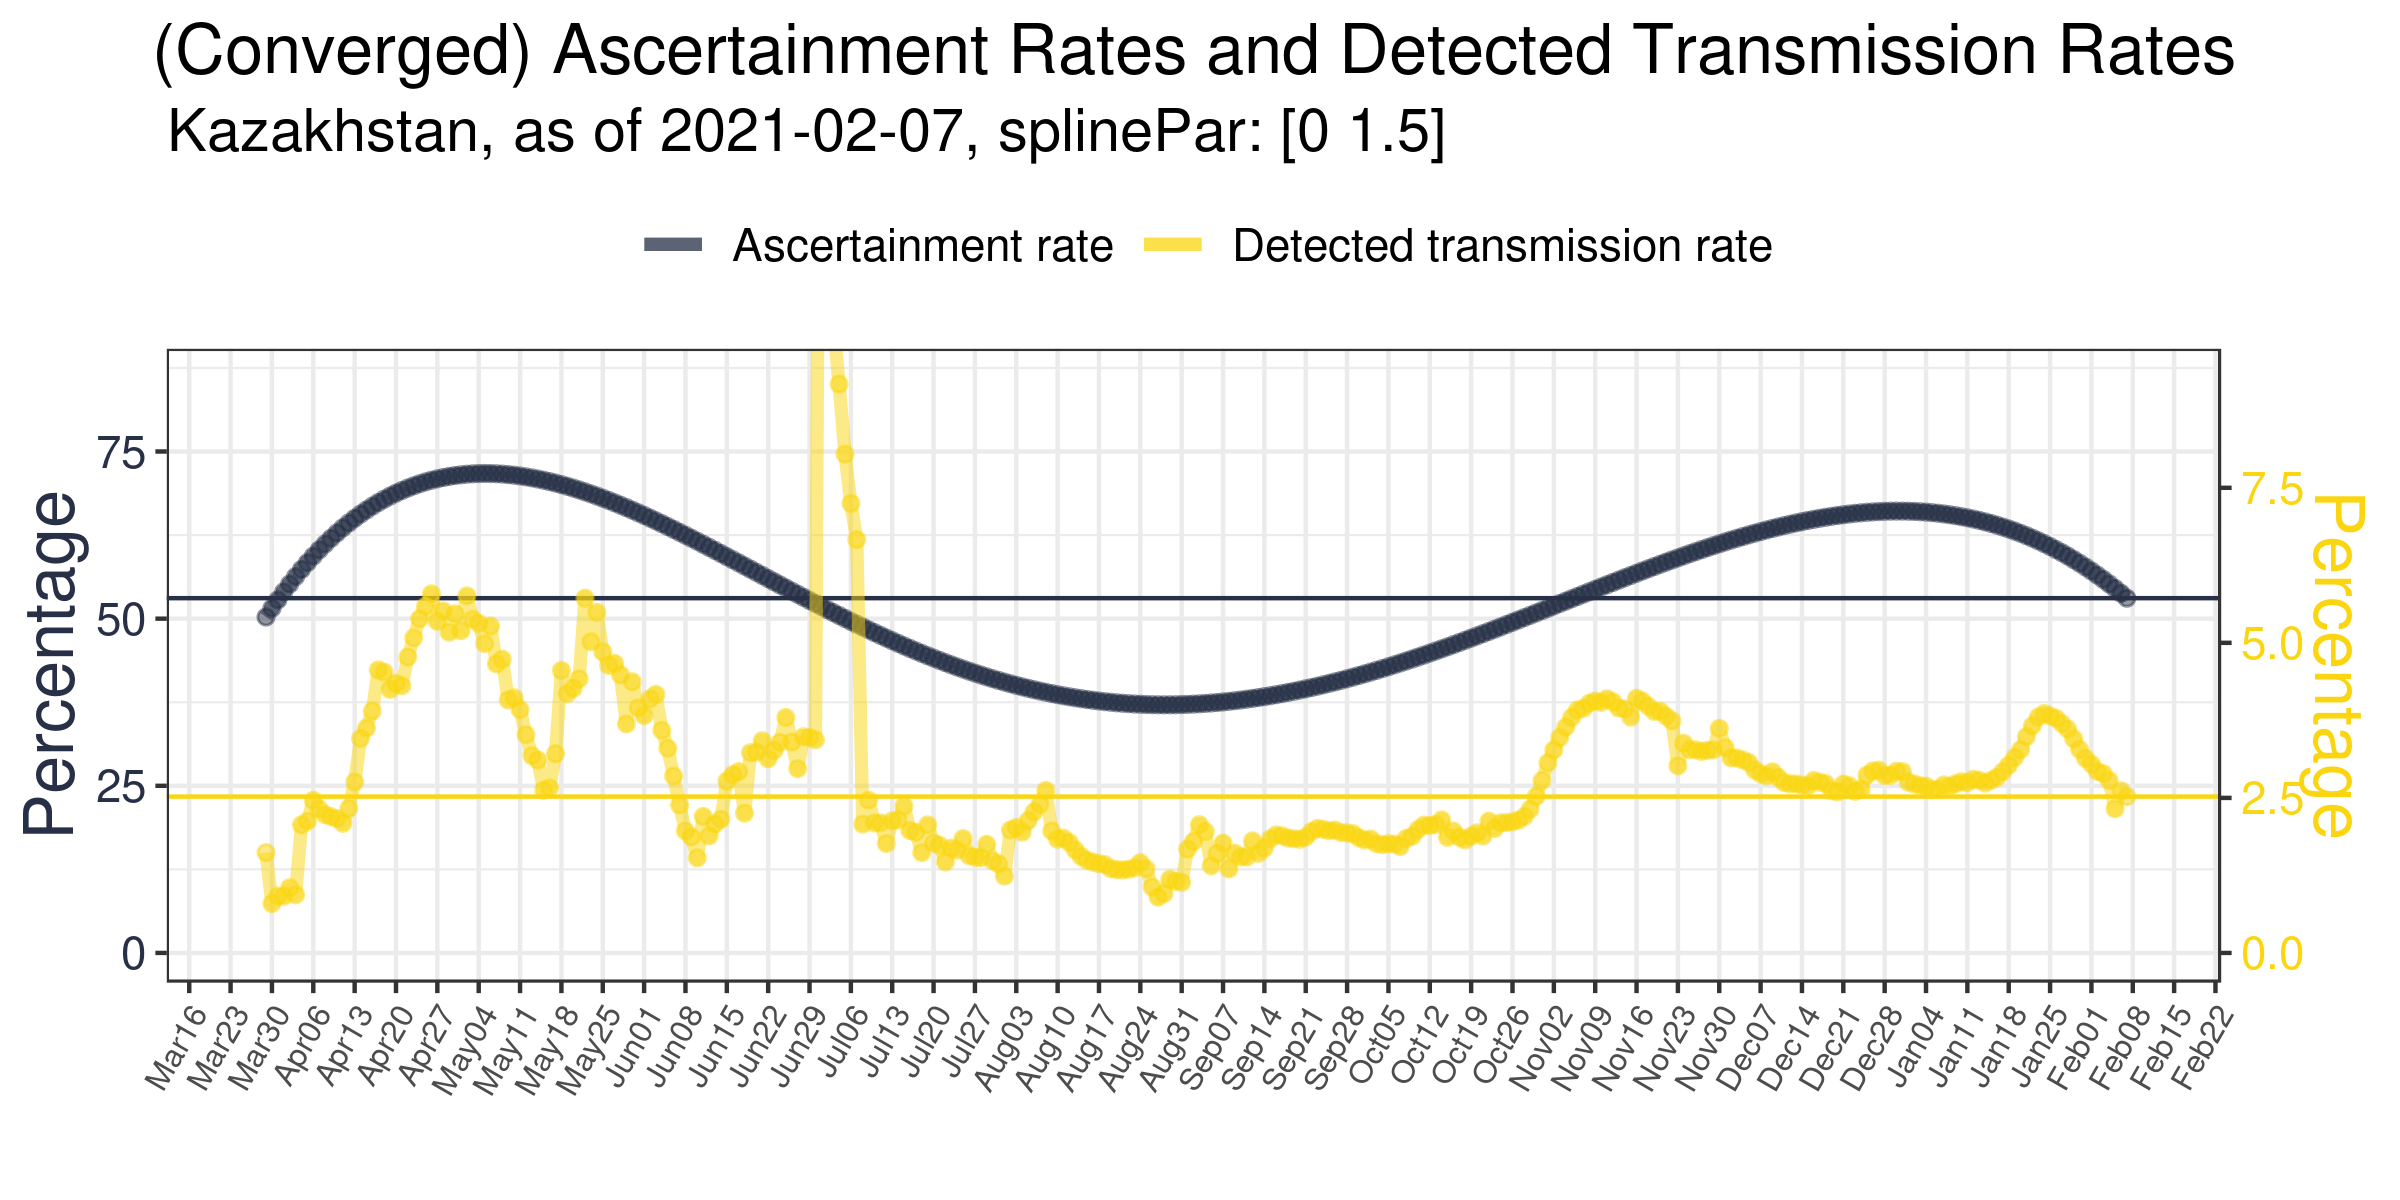 (Converged) Ascertainment Rates and Detected Transmission Rates
Kazakhstan, as of 2021-02-07, splinePar: [0 1.5]
Ascertainment rate
Detected transmission rate
Percentage
75
50
25
0
7.5
5.0
2.5
0.0
Percentage
Mar16
Mar23
Mar30
Apr06
Apr13
Apr20
Apr27
May04
May11
May18
May25
Jun01
Jun08
Jun15
Jun22
Jun29
Jul06
Jul13
Jul20
Jul27
Aug03
Aug10
Aug17
Aug24
Aug31
Sep07
Sep14
Sep21
Sep28
Oct05
Oct12
Oct19
Oct26
Nov02
Nov09
Nov16
Nov23
Nov30
Dec07
Dec14
Dec21
Dec28
Jan04
Jan11
Jan18
Jan25
Feb01
Feb08
Feb15
Feb22